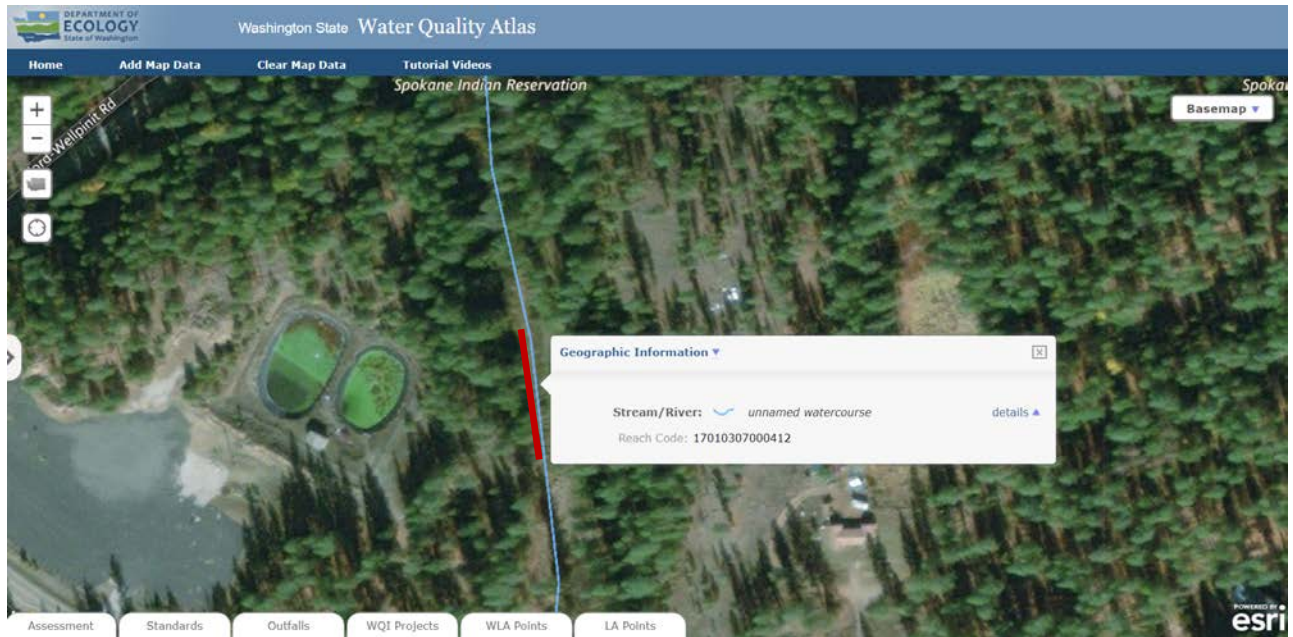 DEPARTMENT OF
ECOLOGY
State of Washington
Washington State Water Quality Atlas
Home Add Map Data Clear Map Data Tutorial Videos
Spokane Indian Reservation
Spoka
Basemap ▼
+
−
ord-Wellpinit Rd
Geographic Information ▼
Stream/River: unnamed watercourse details ▲
Reach Code: 17010307000412
Assessment Standards Outfalls WQI Projects WLA Points LA Points
POWERED BY
esri